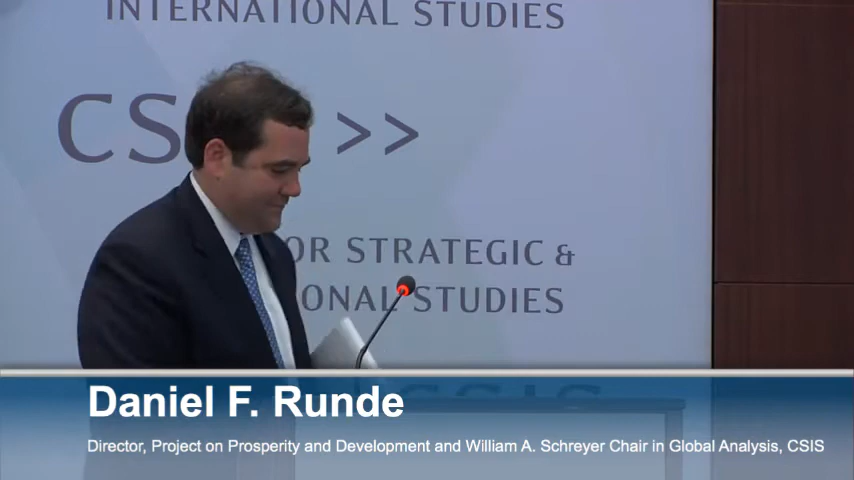 INTERNATIONAL STUDIES
CS >>
OR STRATEGIC &
ONAL STUDIES
CSIS
Daniel F. Runde
Director, Project on Prosperity and Development and William A. Schreyer Chair in Global Analysis, CSIS